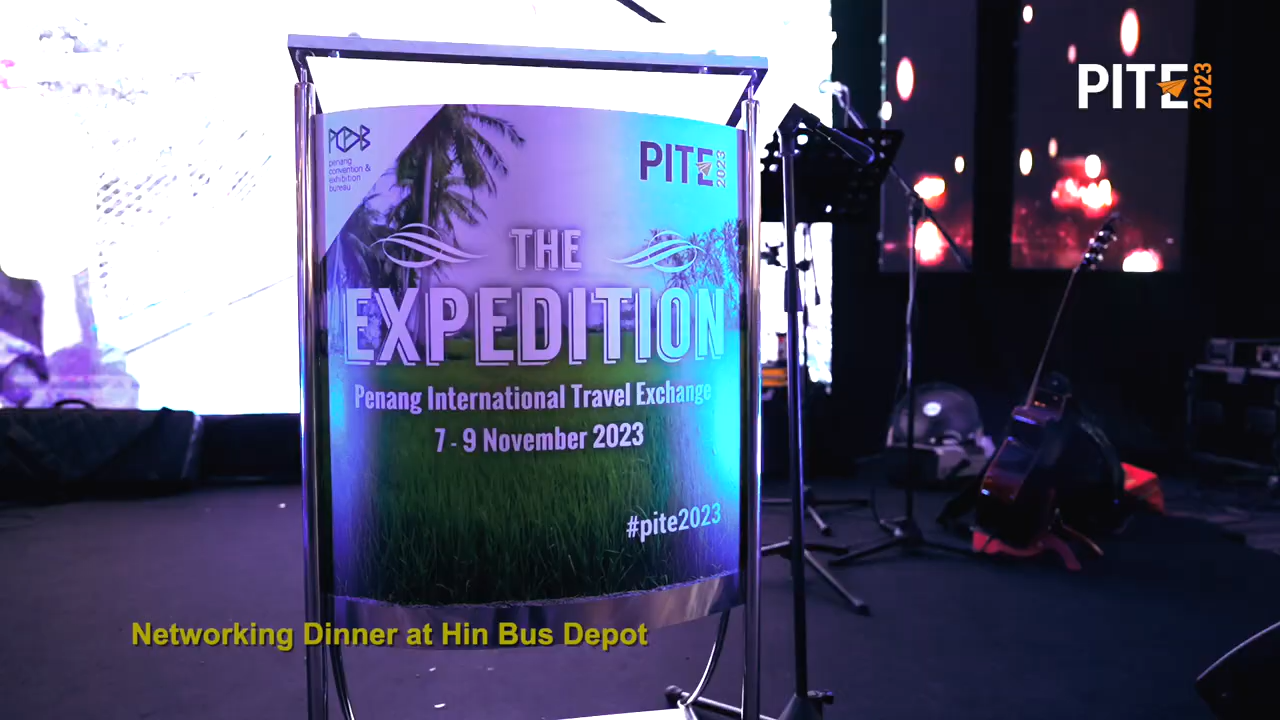 PITE 2023
PCEB
penang
convention &
exhibition
bureau
PITE 2023
THE
EXPEDITION
Penang International Travel Exchange
7 - 9 November 2023
#pite2023
Networking Dinner at Hin Bus Depot